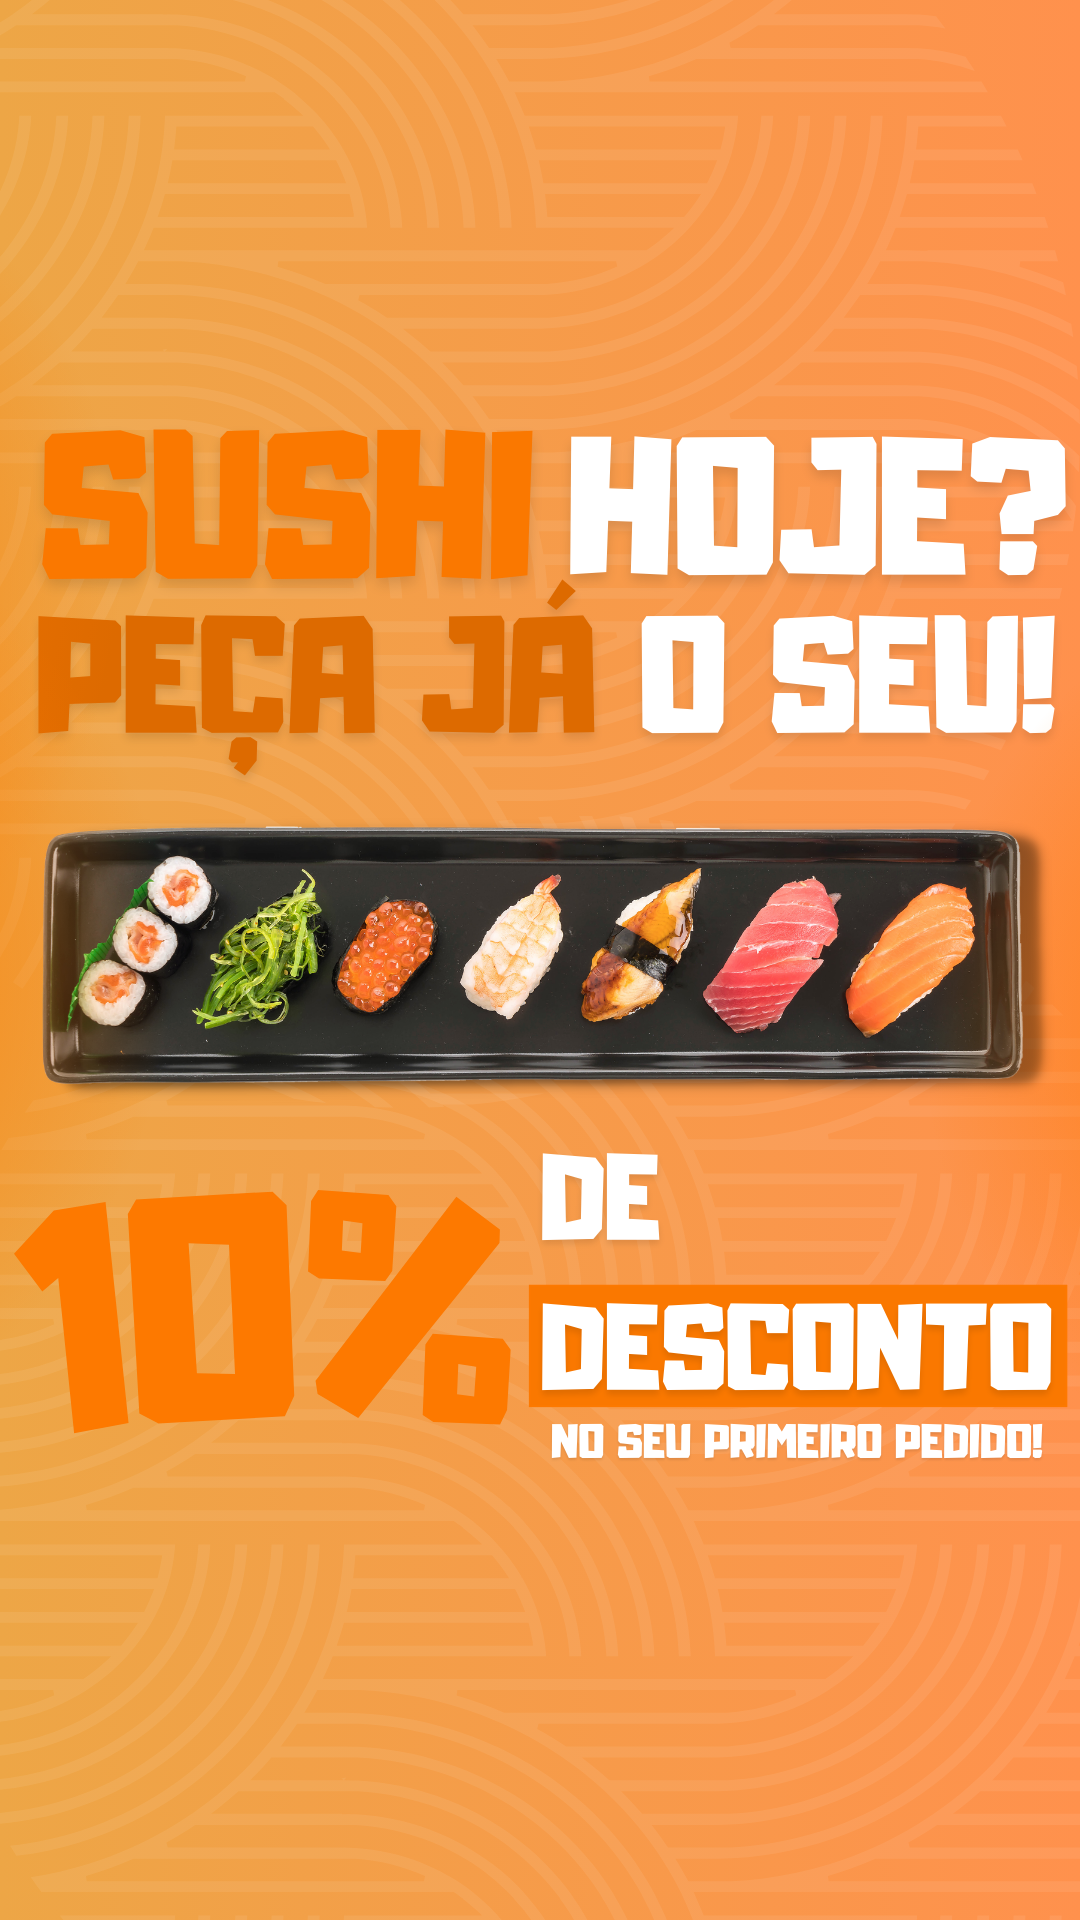 SUSHI HOJE?
PEÇA JÁ O SEU!
10% DE
DESCONTO
NO SEU PRIMEIRO PEDIDO!